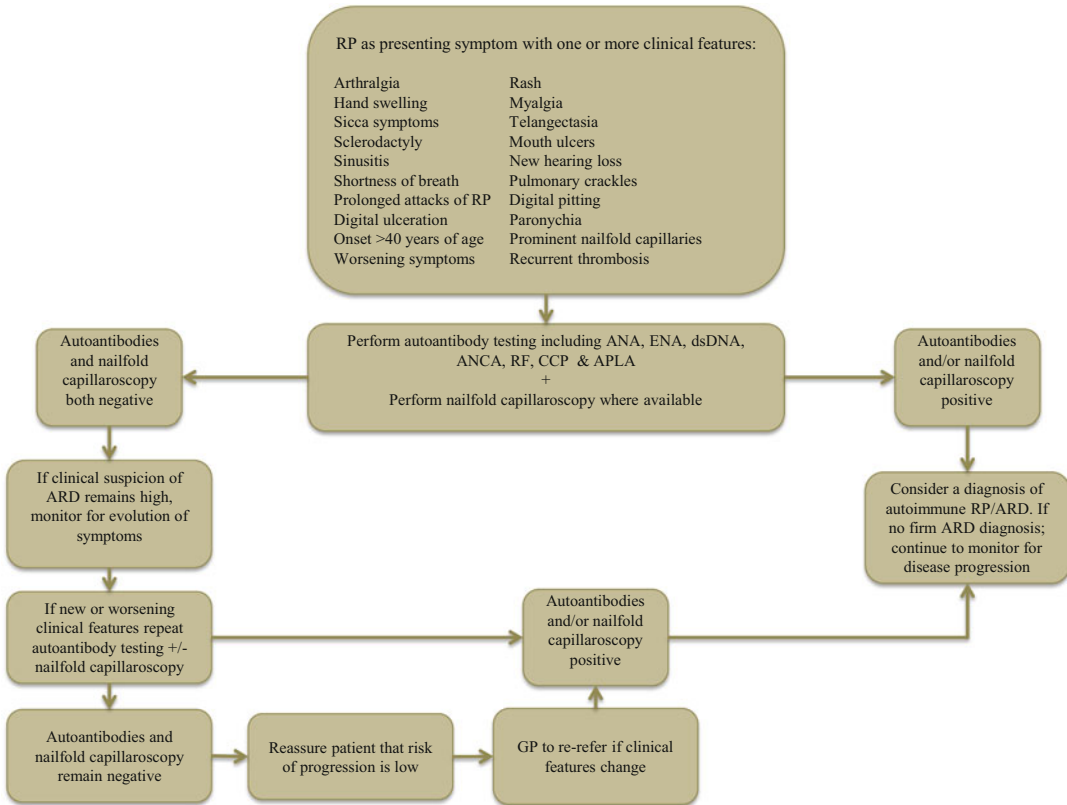 RP as presenting symptom with one or more clinical features:
Arthralgia
Hand swelling
Sicca symptoms
Sclerodactyly
Sinusitis
Shortness of breath
Prolonged attacks of RP
Digital ulceration
Onset >40 years of age
Worsening symptoms
Rash
Myalgia
Telangectasia
Mouth ulcers
New hearing loss
Pulmonary crackles
Digital pitting
Paronychia
Prominent nailfold capillaries
Recurrent thrombosis
Perform autoantibody testing including ANA, ENA, dsDNA,
ANCA, RF, CCP & APLA
+
Perform nailfold capillaroscopy where available
Autoantibodies
and nailfold
capillaroscopy
both negative
Autoantibodies
and/or nailfold
capillaroscopy
positive
If clinical suspicion of
ARD remains high,
monitor for evolution of
symptoms
Consider a diagnosis of
autoimmune RP/ARD. If
no firm ARD diagnosis;
continue to monitor for
disease progression
If new or worsening
clinical features repeat
autoantibody testing +/-
nailfold capillaroscopy
Autoantibodies
and/or nailfold
capillaroscopy
positive
Autoantibodies and
nailfold capillaroscopy
remain negative
Reassure patient that risk
of progression is low
GP to re-refer if clinical
features change